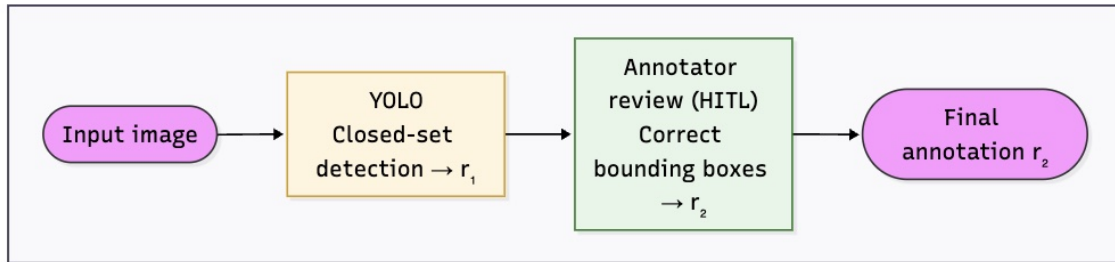 Input image
YOLO
Closed-set
detection → r₁
Annotator
review (HITL)
Correct
bounding boxes
→ r₂
Final
annotation r₂